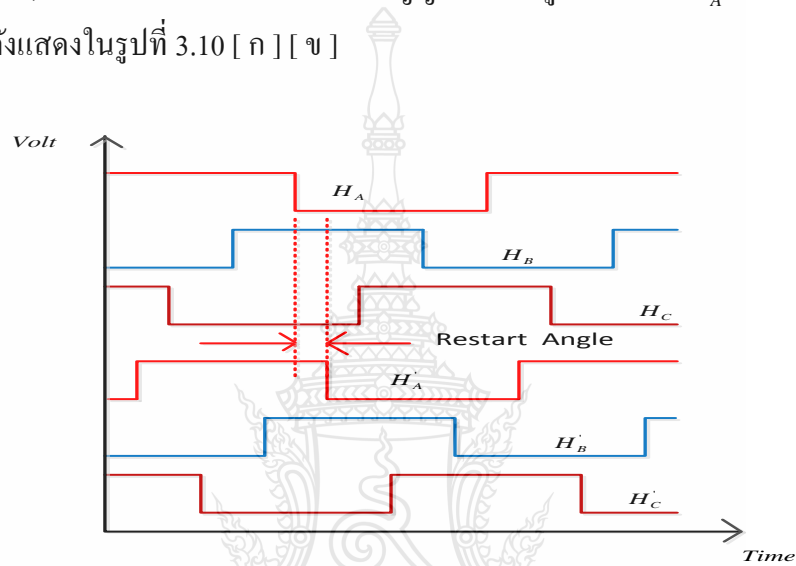 A
ังแสดงในรูปที่ 3.10 [ ก ] [ ข ]
Volt
H_A
H_B
H_C
Restart Angle
H'_A
H'_B
H'_C
Time